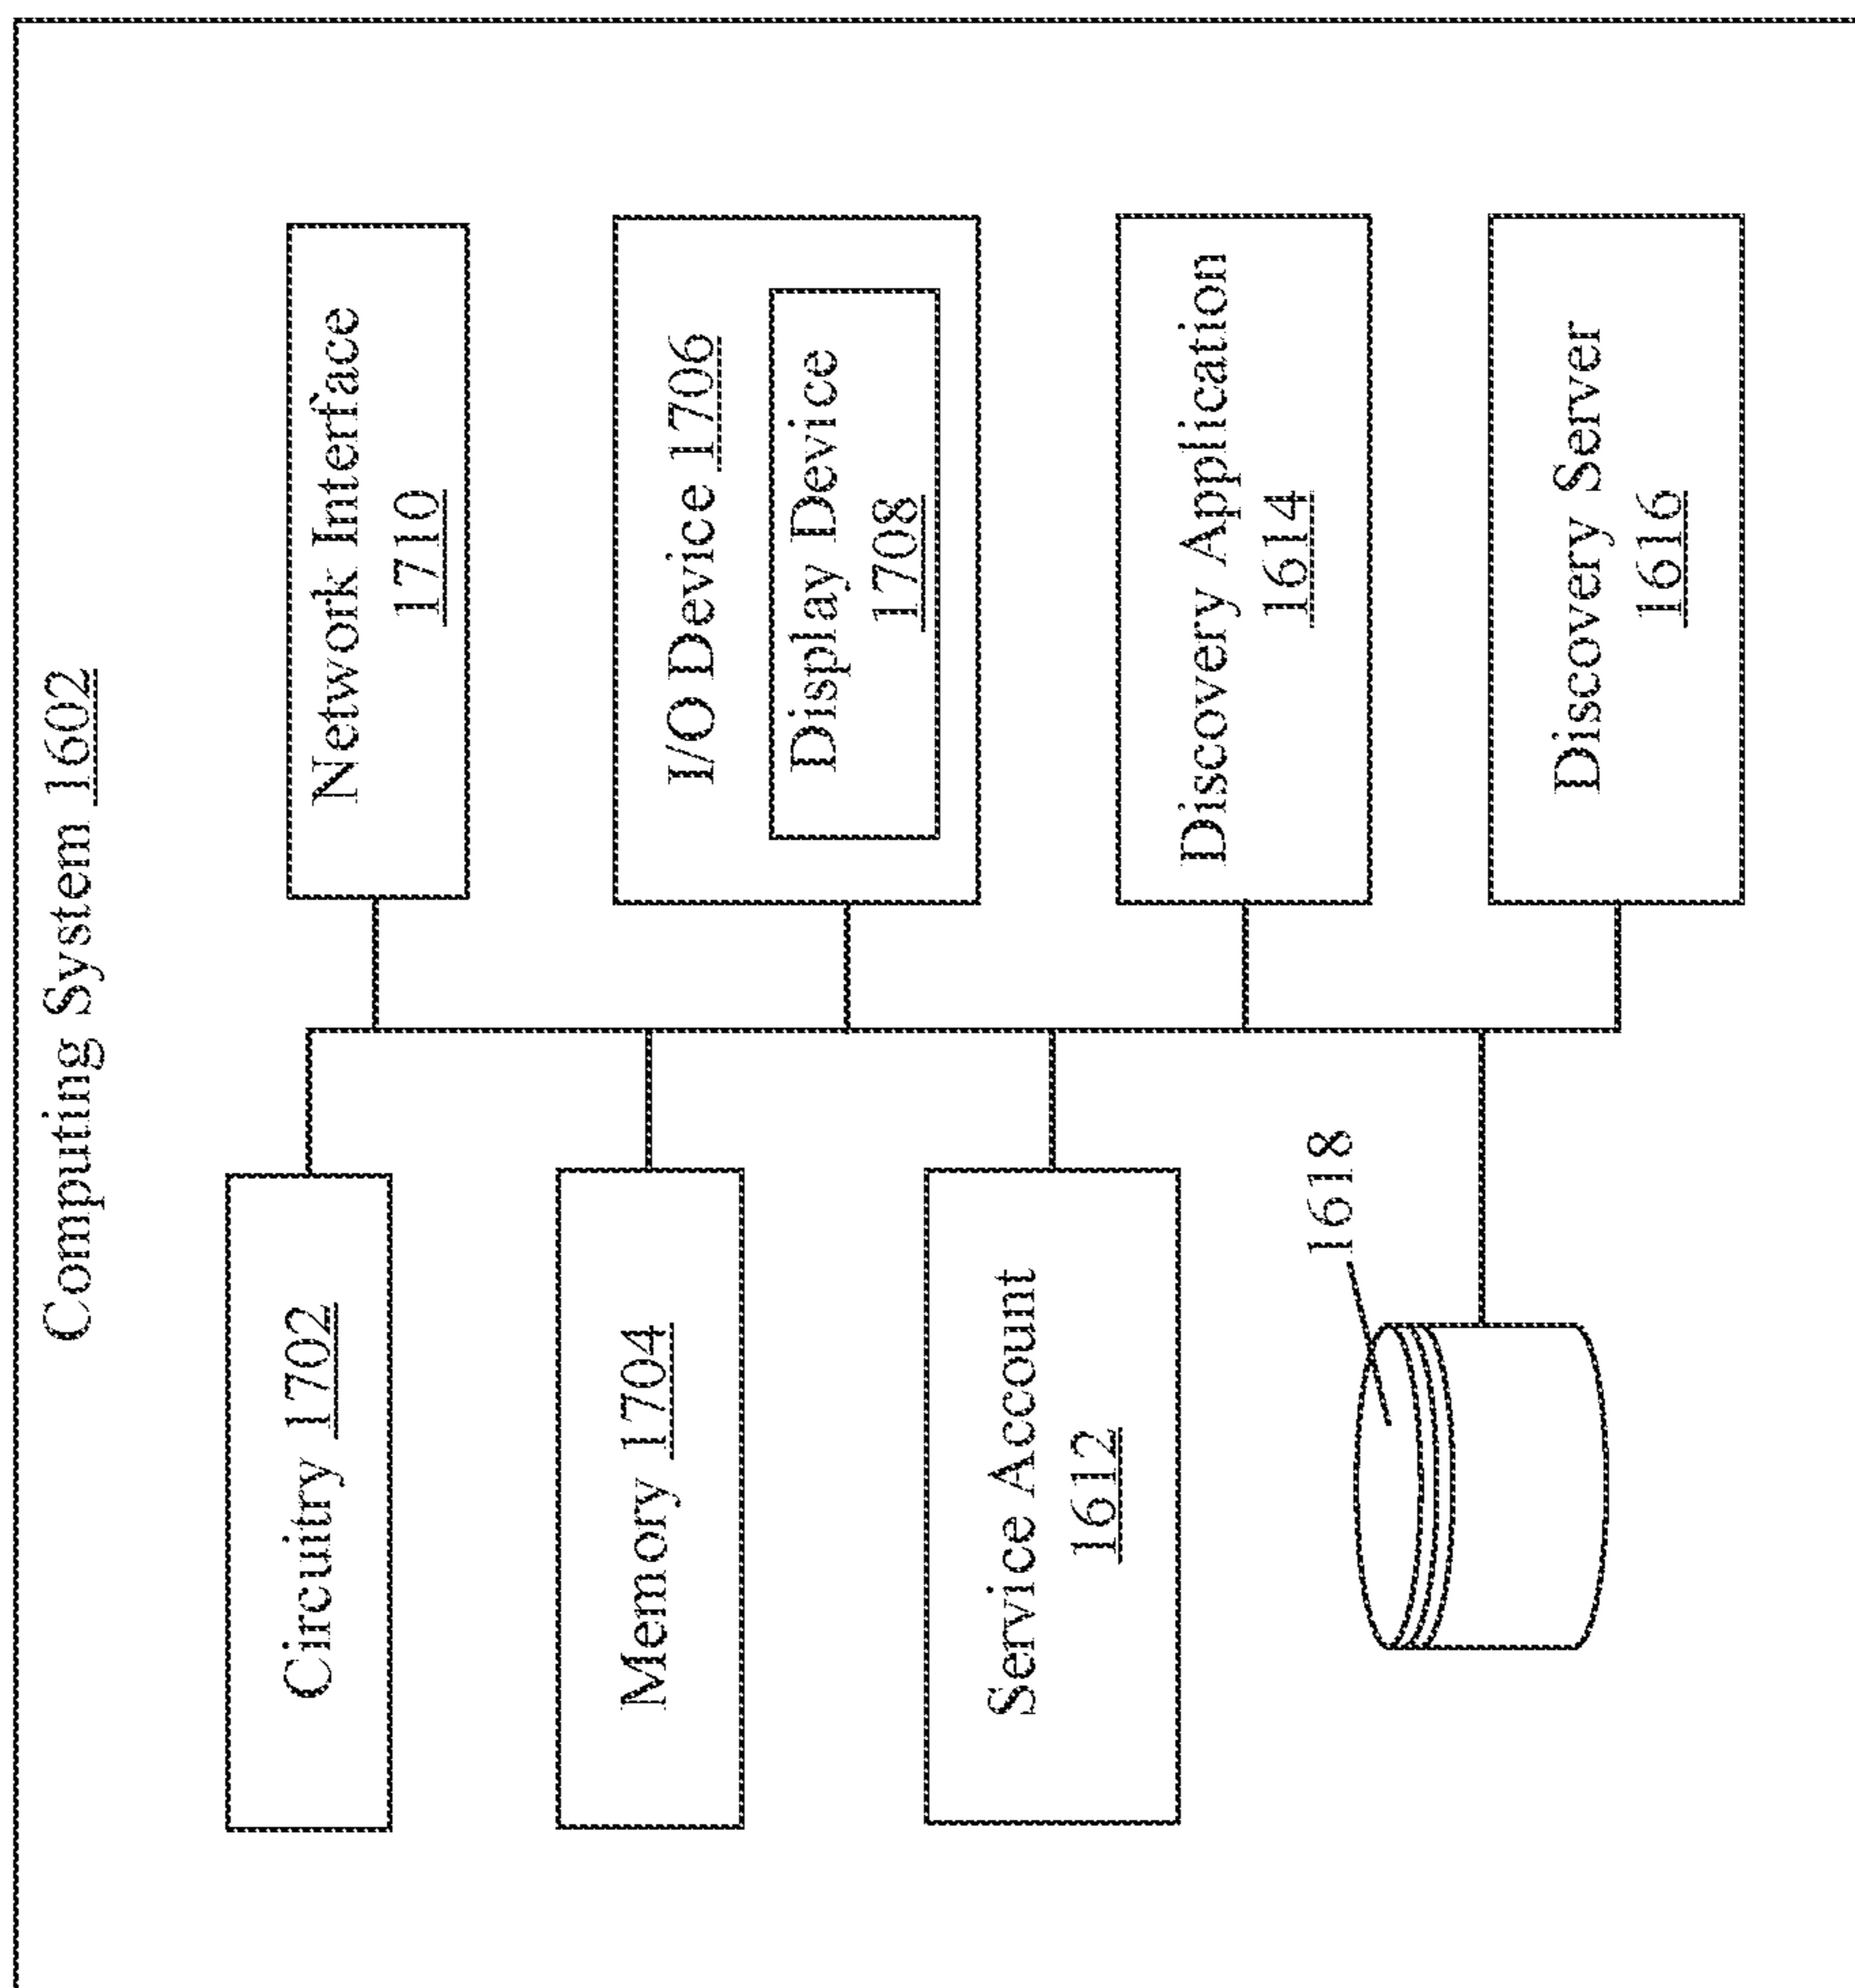 Computing System 1602
Circuitry 1702
Network Interface
1710
Memory 1704
I/O Device 1706
Display Device
1708
Service Account
1612
Discovery Application
1614
1618
Discovery Server
1616